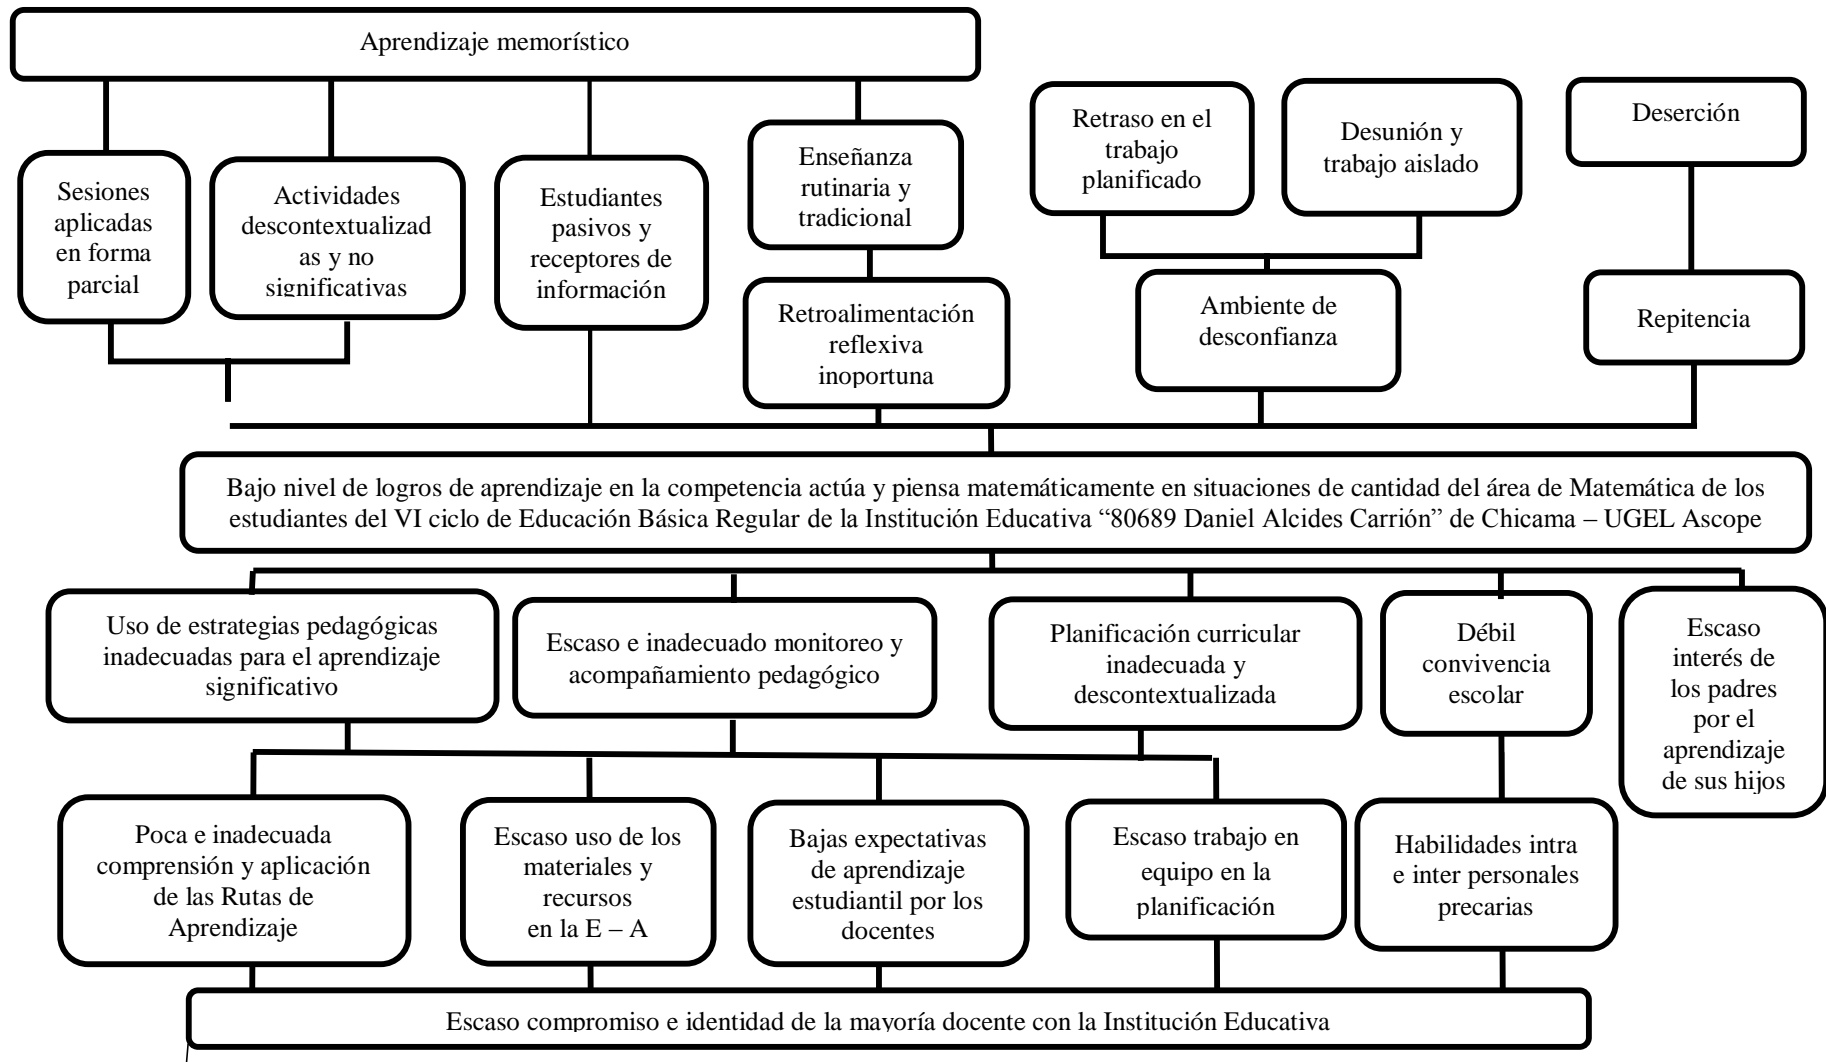 Aprendizaje memorístico
Sesiones
aplicadas
en forma
parcial
Actividades
descontextualizad
as y no
significativas
Estudiantes
pasivos y
receptores de
información
Enseñanza
rutinaria y
tradicional
Retroalimentación
reflexiva
inoportuna
Retraso en el
trabajo
planificado
Desunión y
trabajo aislado
Ambiente de
desconfianza
Deserción
Repitencia
Bajo nivel de logros de aprendizaje en la competencia actúa y piensa matemáticamente en situaciones de cantidad del área de Matemática de los
estudiantes del VI ciclo de Educación Básica Regular de la Institución Educativa “80689 Daniel Alcides Carrión” de Chicama – UGEL Ascope
Uso de estrategias pedagógicas
inadecuadas para el aprendizaje
significativo
Escaso e inadecuado monitoreo y
acompañamiento pedagógico
Planificación curricular
inadecuada y
descontextualizada
Débil
convivencia
escolar
Escaso
interés de
los padres
por el
aprendizaje
de sus hijos
Poca e inadecuada
comprensión y aplicación
de las Rutas de
Aprendizaje
Escaso uso de los
materiales y
recursos
en la E – A
Bajas expectativas
de aprendizaje
estudiantil por los
docentes
Escaso trabajo en
equipo en la
planificación
Habilidades intra
e inter personales
precarias
Escaso compromiso e identidad de la mayoría docente con la Institución Educativa